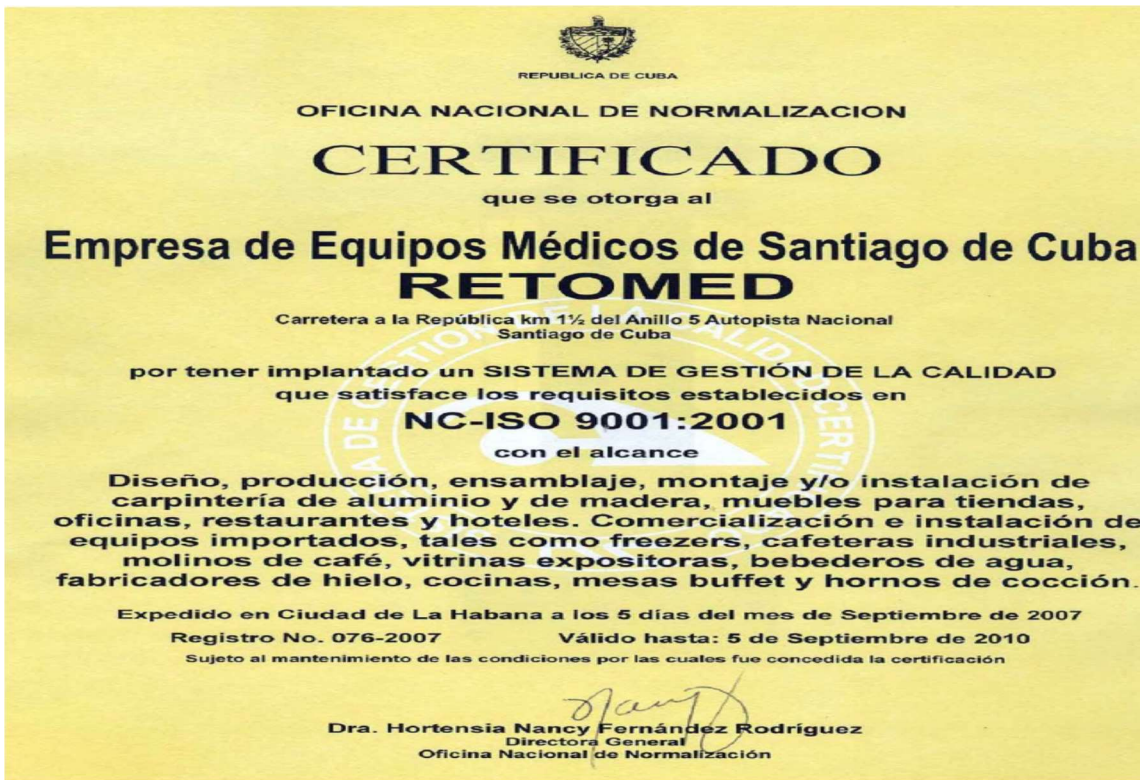 REPUBLICA DE CUBA
OFICINA NACIONAL DE NORMALIZACION
CERTIFICADO
que se otorga al
Empresa de Equipos Médicos de Santiago de Cuba
RETOMED
Carretera a la República km 1½ del Anillo 5 Autopista Nacional
Santiago de Cuba
por tener implantado un SISTEMA DE GESTIÓN DE LA CALIDAD
que satisface los requisitos establecidos en
NC-ISO 9001:2001
con el alcance
Diseño, producción, ensamblaje, montaje y/o instalación de
carpintería de aluminio y de madera, muebles para tiendas,
oficinas, restaurantes y hoteles. Comercialización e instalación de
equipos importados, tales como freezers, cafeteras industriales,
molinos de café, vitrinas expositoras, bebederos de agua,
fabricadores de hielo, cocinas, mesas buffet y hornos de cocción.
Expedido en Ciudad de La Habana a los 5 días del mes de Septiembre de 2007
Registro No. 076-2007 Válido hasta: 5 de Septiembre de 2010
Sujeto al mantenimiento de las condiciones por las cuales fue concedida la certificación
Dra. Hortensia Nancy Fernández Rodríguez
Directora General
Oficina Nacional de Normalización